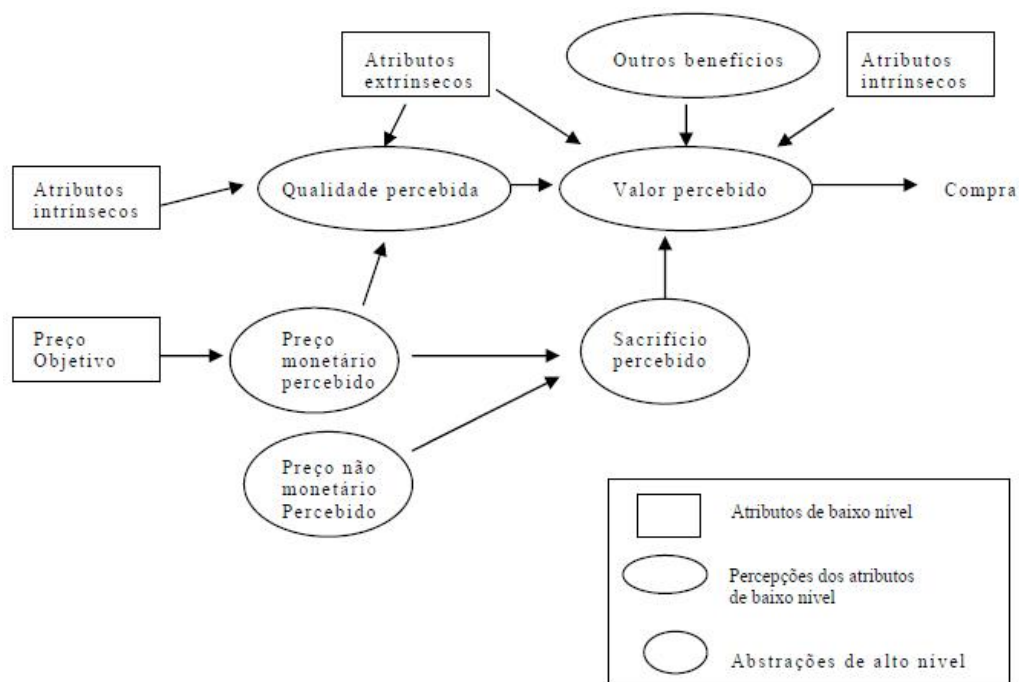 Atributos
extrínsecos
Outros benefícios
Atributos
intrínsecos
Atributos
intrínsecos
Qualidade percebida
Valor percebido
Compra
Preço
Objetivo
Preço
monetário
percebido
Sacrifício
percebido
Preço não
monetário
Percebido
Atributos de baixo nível
Percepções dos atributos
de baixo nível
Abstrações de alto nível